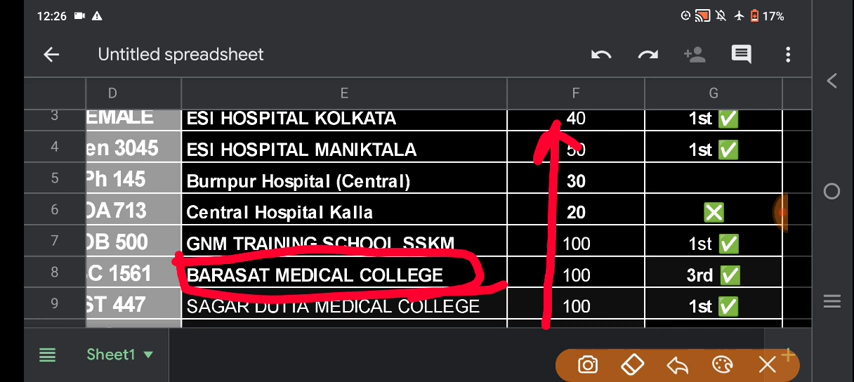 12:26 17%
Untitled spreadsheet
D E F G
3 EMALE ESI HOSPITAL KOLKATA 40 1st ✅
4 en 3045 ESI HOSPITAL MANIKTALA 50 1st ✅
5 Ph 145 Burnpur Hospital (Central) 30
6 OA 713 Central Hospital Kalla 20 ❎
7 OB 500 GNM TRAINING SCHOOL SSKM 100 1st ✅
8 C 1561 BARASAT MEDICAL COLLEGE 100 3rd ✅
9 ST 447 SAGAR DUTTA MEDICAL COLLEGE 100 1st ✅
Sheet1